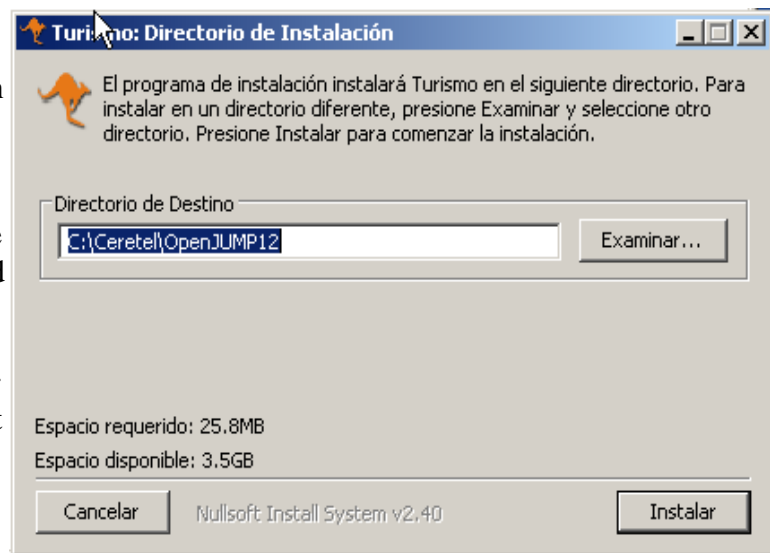 Turismo: Directorio de Instalación
El programa de instalación instalará Turismo en el siguiente directorio. Para
instalar en un directorio diferente, presione Examinar y seleccione otro
directorio. Presione Instalar para comenzar la instalación.
Directorio de Destino
C:\Ceretel\OpenJUMP12
Examinar...
Espacio requerido: 25.8MB
Espacio disponible: 3.5GB
Cancelar
Nullsoft Install System v2.40
Instalar